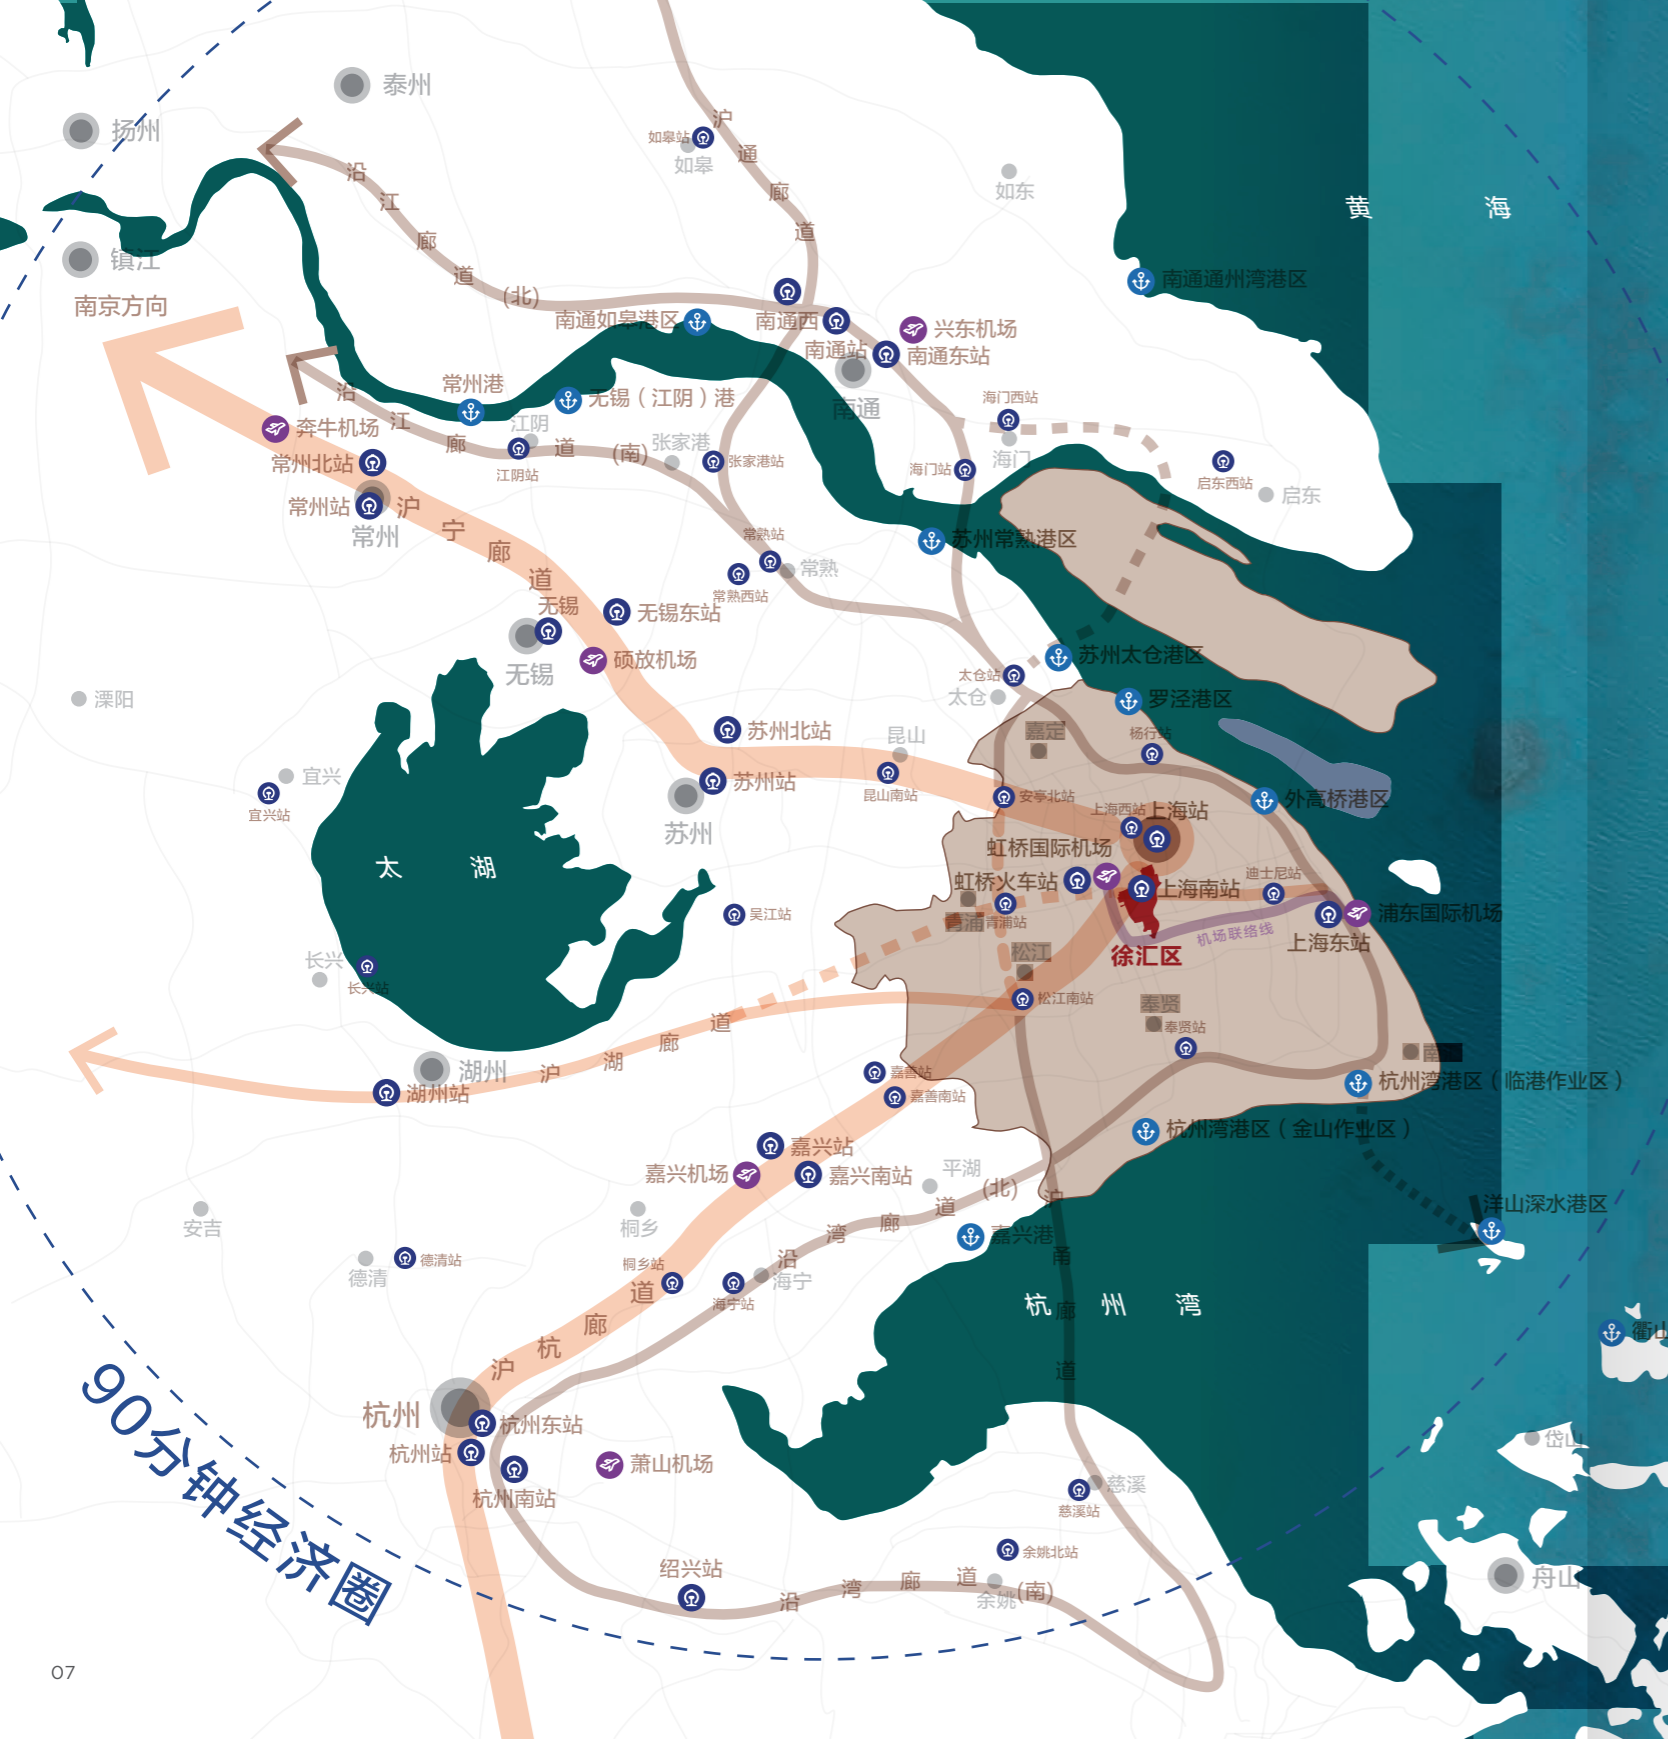 泰州
扬州
沪通廊道
如皋站
如皋
如东
沿江廊道(北)
黄海
镇江
南京方向
南通通州湾港区
南通如皋港区
南通西
兴东机场
南通站
南通东站
南通
常州港
无锡(江阴)港
海门西站
沿江廊道(南)
奔牛机场
江阴
张家港
海门
常州北站
江阴站
张家港站
海门站
启东西站
启东
常州站
沪宁廊道
常州
常熟站
苏州常熟港区
常熟
常熟西站
无锡
无锡东站
无锡
硕放机场
苏州太仓港区
太仓站
太仓
罗泾港区
溧阳
苏州北站
昆山
嘉定
杨行站
宜兴
苏州站
昆山南站
安亭北站
外高桥港区
宜兴站
苏州
上海西站
上海站
虹桥国际机场
太湖
虹桥火车站
上海南站
迪士尼站
吴江站
青浦
青浦站
浦东国际机场
机场联络线
上海东站
徐汇区
松江
长兴
长兴站
松江南站
奉贤
奉贤站
沪湖廊道
湖州
湖州站
嘉善站
嘉善南站
杭州湾港区(临港作业区)
杭州湾港区(金山作业区)
嘉兴站
嘉兴机场
嘉兴南站
平湖
沿湾廊道(北)
沪甬廊道
洋山深水港区
安吉
桐乡
嘉兴港
德清站
德清
桐乡站
海宁
海宁站
杭州湾
衢山
沪杭廊道
90分钟经济圈
杭州
杭州东站
杭州站
萧山机场
杭州南站
岱山
慈溪
慈溪站
余姚北站
绍兴站
沿湾廊道(南)
余姚
舟山
07